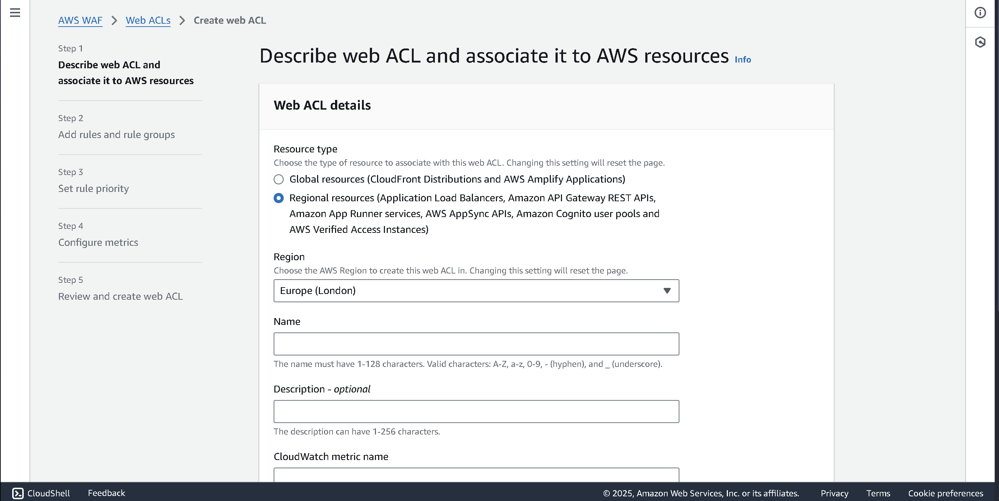 AWS WAF > Web ACLs > Create web ACL
Step 1
Describe web ACL and
associate it to AWS resources
Step 2
Add rules and rule groups
Step 3
Set rule priority
Step 4
Configure metrics
Step 5
Review and create web ACL
Describe web ACL and associate it to AWS resources Info
Web ACL details
Resource type
Choose the type of resource to associate with this web ACL. Changing this setting will reset the page.
Global resources (CloudFront Distributions and AWS Amplify Applications)
Regional resources (Application Load Balancers, Amazon API Gateway REST APIs,
Amazon App Runner services, AWS AppSync APIs, Amazon Cognito user pools and
AWS Verified Access Instances)
Region
Choose the AWS Region to create this web ACL in. Changing this setting will reset the page.
Europe (London)
Name
The name must have 1-128 characters. Valid characters: A-Z, a-z, 0-9, - (hyphen), and _ (underscore).
Description - optional
The description can have 1-256 characters.
CloudWatch metric name
CloudShell Feedback © 2025, Amazon Web Services, Inc. or its affiliates. Privacy Terms Cookie preferences